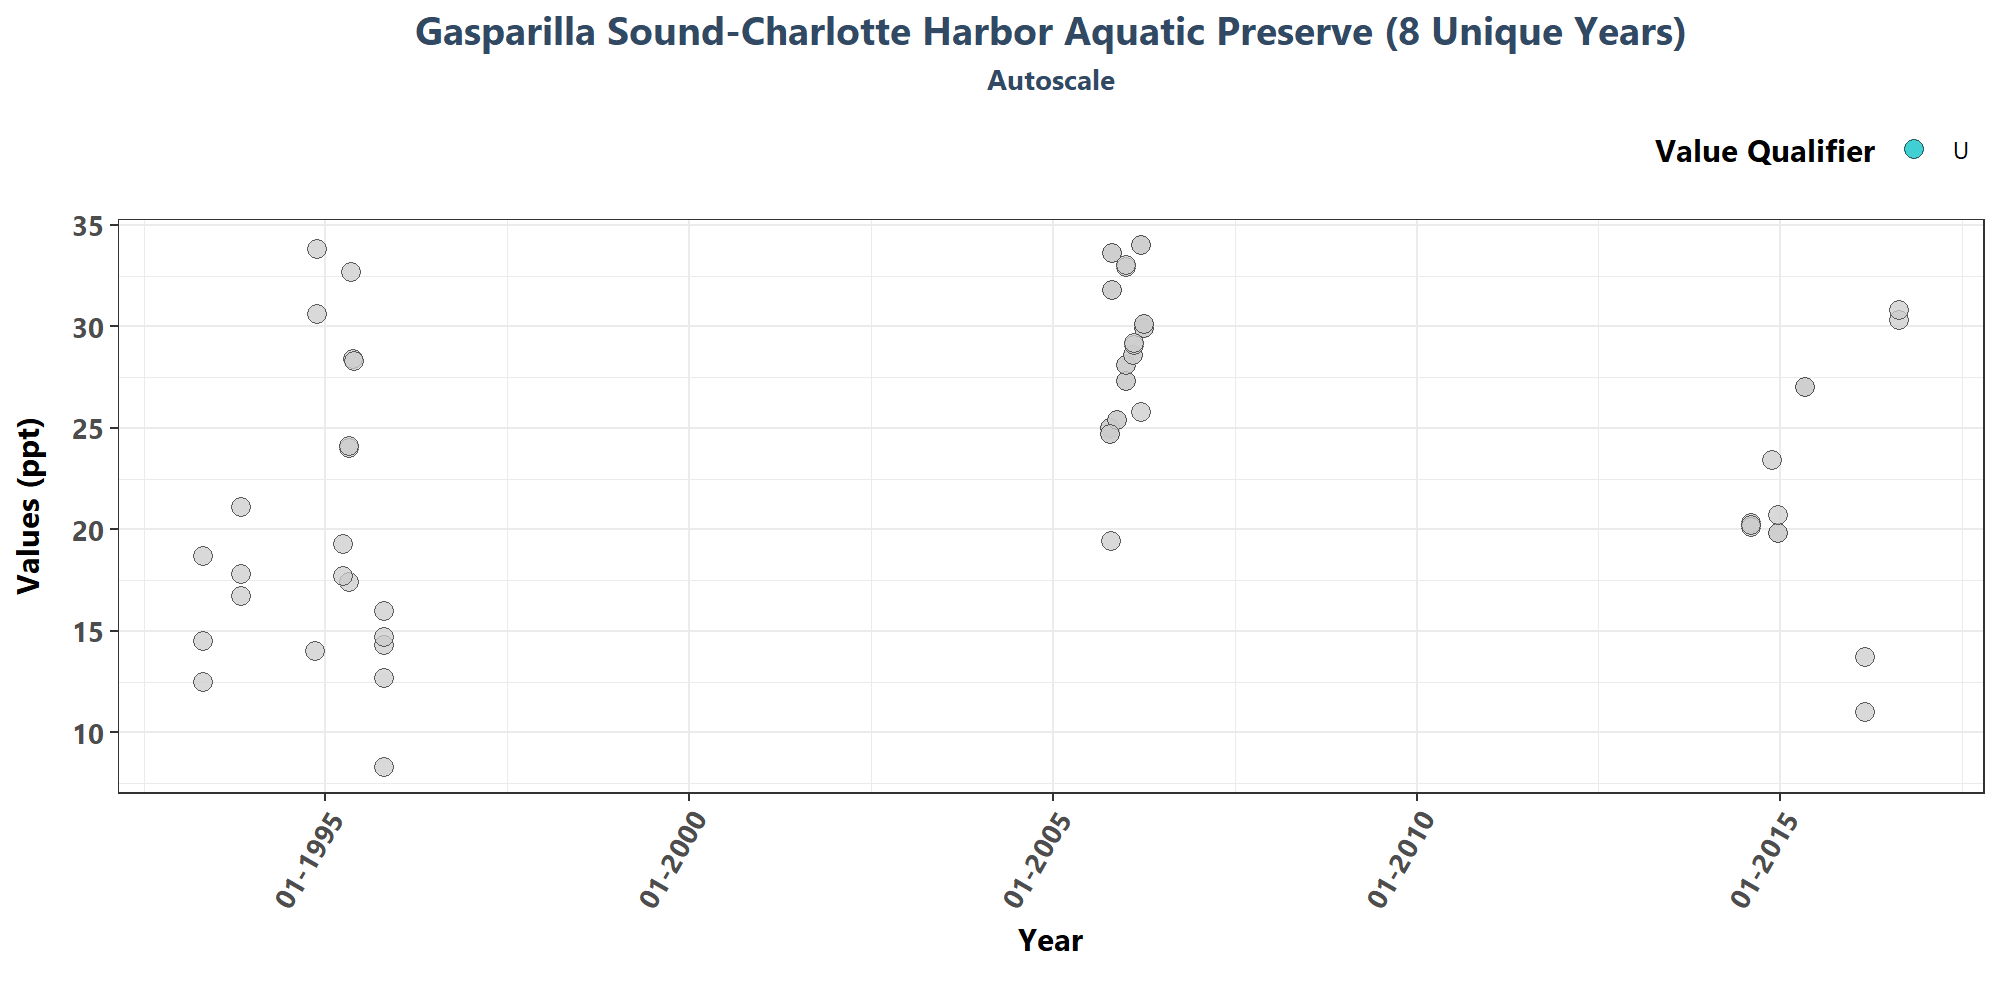 Gasparilla Sound-Charlotte Harbor Aquatic Preserve (8 Unique Years)
Autoscale
Value Qualifier U
Values (ppt)
35
30
25
20
15
10
01-1995
01-2000
01-2005
01-2010
01-2015
Year